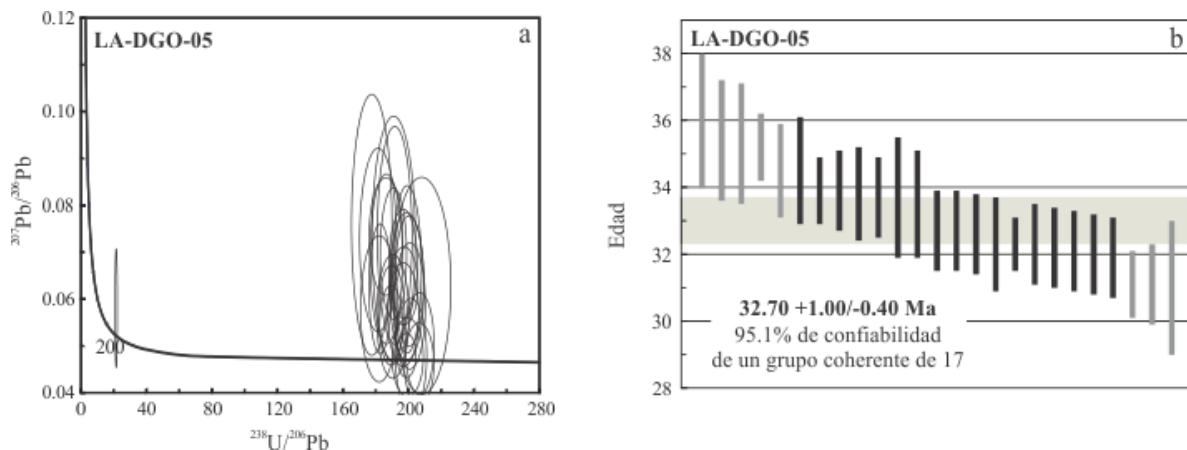 LA-DGO-05
a
0.12
0.10
0.08
0.06
0.04
²⁰⁷Pb/²⁰⁶Pb
200
0 40 80 120 160 200 240 280
²³⁸U/²⁰⁶Pb
LA-DGO-05
b
38
36
34
32
30
28
Edad
32.70 +1.00/-0.40 Ma
95.1% de confiabilidad
de un grupo coherente de 17